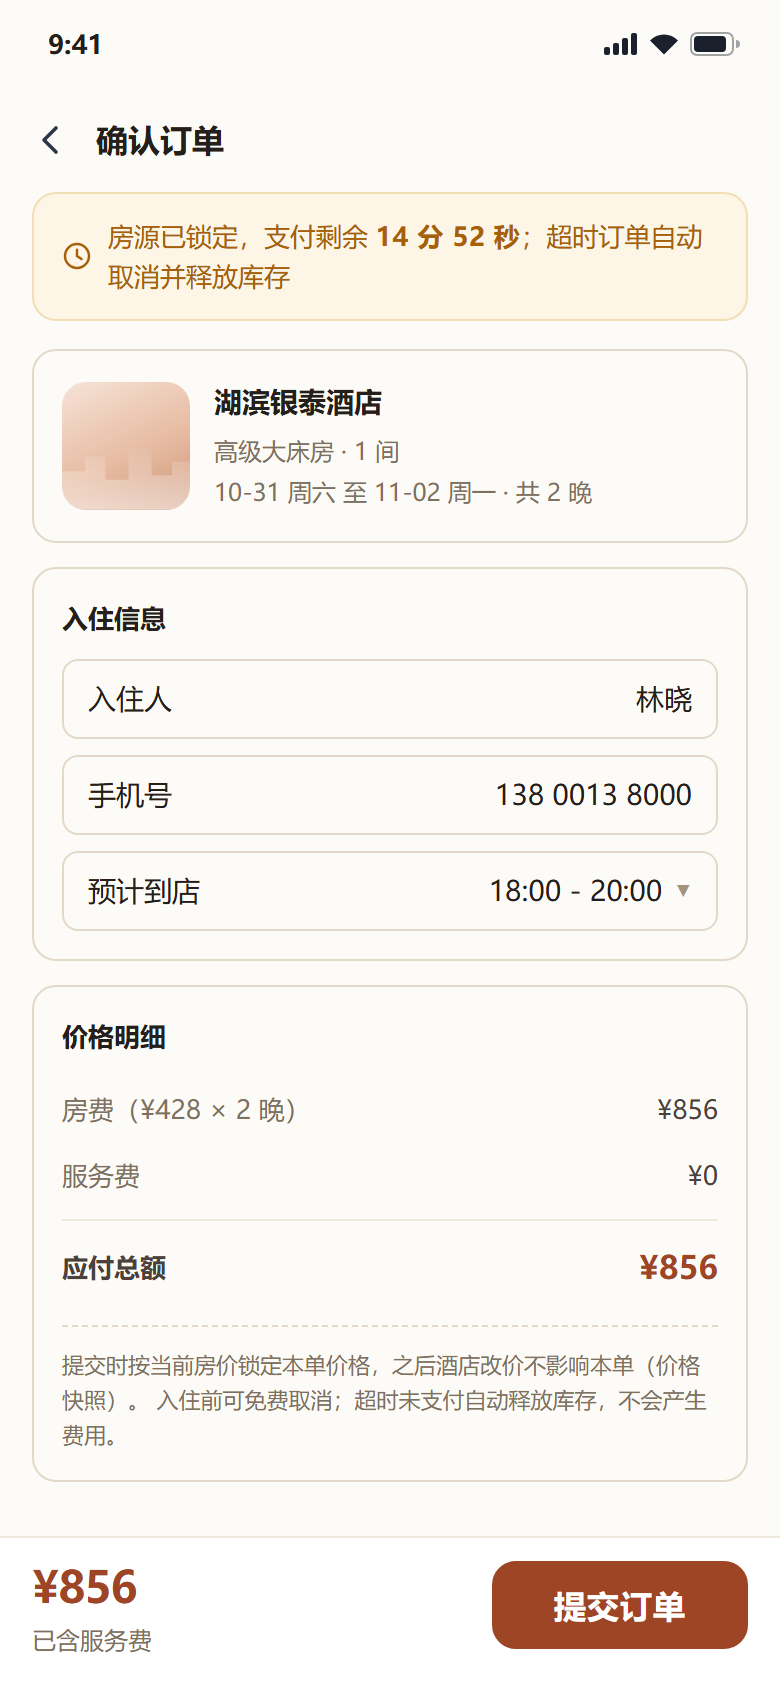 9:41
确认订单
房源已锁定，支付剩余 14 分 52 秒；超时订单自动
取消并释放库存
湖滨银泰酒店
高级大床房 · 1 间
10-31 周六 至 11-02 周一 · 共 2 晚
入住信息
入住人 林晓
手机号 138 0013 8000
预计到店 18:00 - 20:00 ▼
价格明细
房费（¥428 × 2 晚） ¥856
服务费 ¥0
应付总额 ¥856
提交时按当前房价锁定本单价格，之后酒店改价不影响本单（价格
快照）。 入住前可免费取消；超时未支付自动释放库存，不会产生
费用。
¥856
已含服务费
提交订单